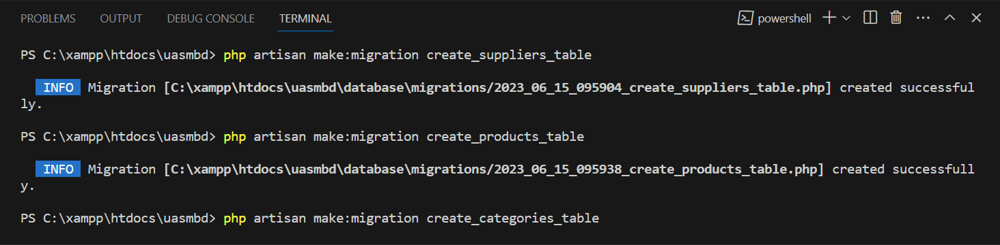 PROBLEMS OUTPUT DEBUG CONSOLE TERMINAL powershell
PS C:\xampp\htdocs\uasmbd> php artisan make:migration create_suppliers_table
INFO Migration [C:\xampp\htdocs\uasmbd\database\migrations/2023_06_15_095904_create_suppliers_table.php] created successful
ly.
PS C:\xampp\htdocs\uasmbd> php artisan make:migration create_products_table
INFO Migration [C:\xampp\htdocs\uasmbd\database\migrations/2023_06_15_095938_create_products_table.php] created successfull
y.
PS C:\xampp\htdocs\uasmbd> php artisan make:migration create_categories_table